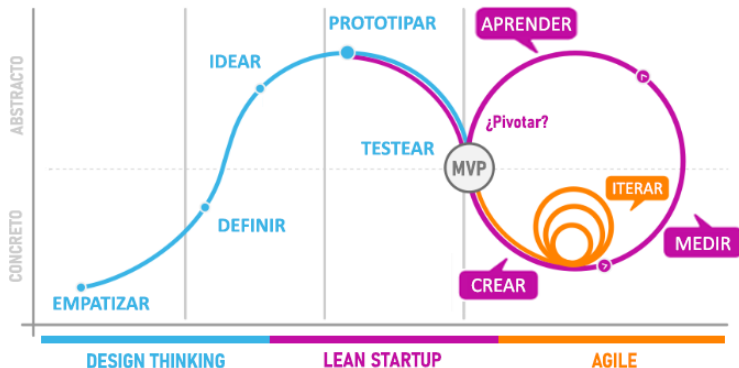 PROTOTIPAR
APRENDER
IDEAR
ABSTRACTO
¿Pivotar?
TESTEAR
MVP
ITERAR
DEFINIR
CONCRETO
MEDIR
CREAR
EMPATIZAR
DESIGN THINKING
LEAN STARTUP
AGILE